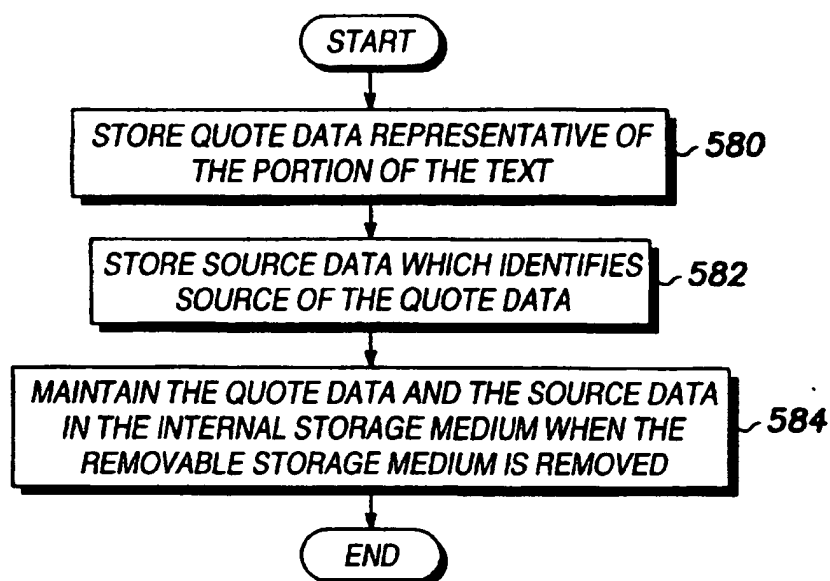 START
STORE QUOTE DATA REPRESENTATIVE OF
THE PORTION OF THE TEXT
580
STORE SOURCE DATA WHICH IDENTIFIES
SOURCE OF THE QUOTE DATA
582
MAINTAIN THE QUOTE DATA AND THE SOURCE DATA
IN THE INTERNAL STORAGE MEDIUM WHEN THE
REMOVABLE STORAGE MEDIUM IS REMOVED
584
END